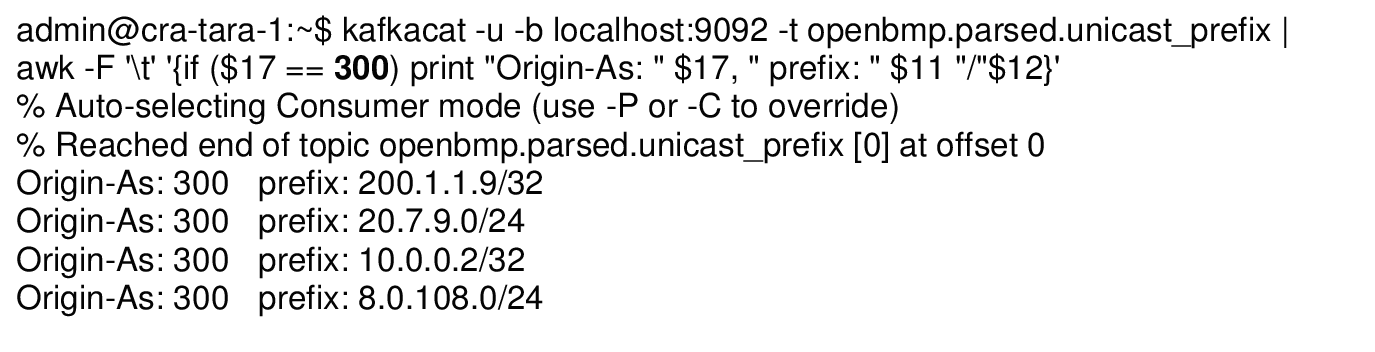 admin@cra-tara-1:~$ kafkacat -u -b localhost:9092 -t openbmp.parsed.unicast_prefix |
awk -F '\t' '{if ($17 == 300) print "Origin-As: " $17, " prefix: " $11 "/"$12}'
% Auto-selecting Consumer mode (use -P or -C to override)
% Reached end of topic openbmp.parsed.unicast_prefix [0] at offset 0
Origin-As: 300   prefix: 200.1.1.9/32
Origin-As: 300   prefix: 20.7.9.0/24
Origin-As: 300   prefix: 10.0.0.2/32
Origin-As: 300   prefix: 8.0.108.0/24